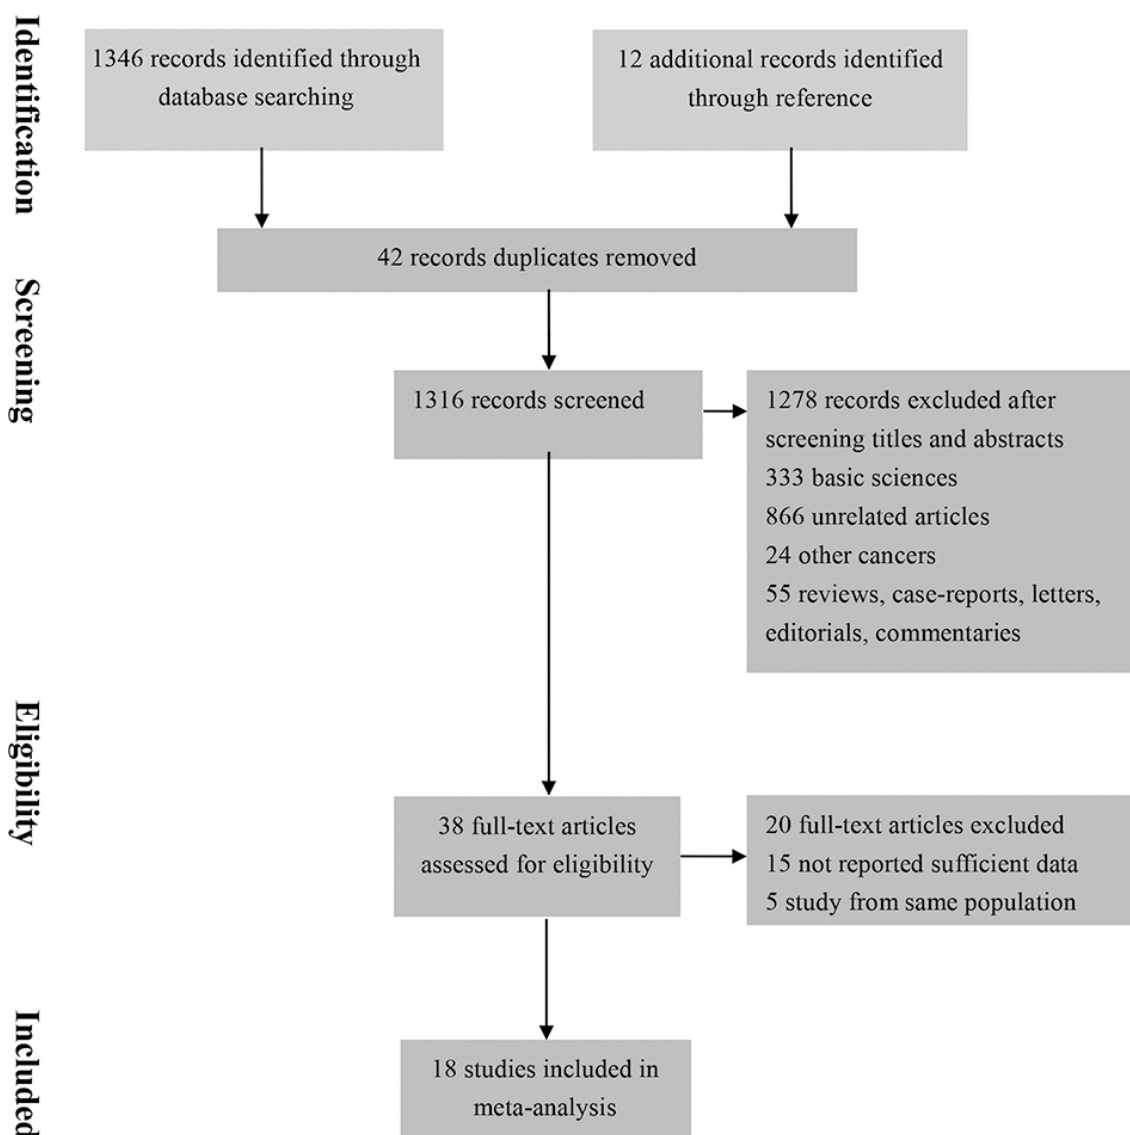 Identification
1346 records identified through
database searching
12 additional records identified
through reference
42 records duplicates removed
Screening
1316 records screened
1278 records excluded after
screening titles and abstracts
333 basic sciences
866 unrelated articles
24 other cancers
55 reviews, case-reports, letters,
editorials, commentaries
Eligibility
38 full-text articles
assessed for eligibility
20 full-text articles excluded
15 not reported sufficient data
5 study from same population
Included
18 studies included in
meta-analysis